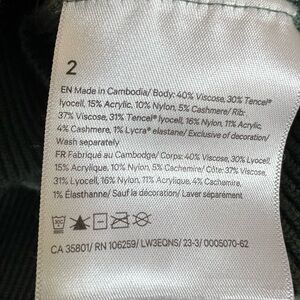 2
EN Made in Cambodia/ Body: 40% Viscose, 30% Tencel®
lyocell, 15% Acrylic, 10% Nylon, 5% Cashmere/ Rib:
37% Viscose, 31% Tencel® lyocell, 16% Nylon, 11% Acrylic,
4% Cashmere, 1% Lycra® elastane/ Exclusive of decoration/
Wash separately
FR Fabriqué au Cambodge/ Corps: 40% Viscose, 30% Lyocell,
15% Acrylique, 10% Nylon, 5% Cachemire/ Côte: 37% Viscose,
31% Lyocell, 16% Nylon, 11% Acrylique, 4% Cachemire,
1% Élasthanne/ Sauf la décoration/ Laver séparément
CA 35801/ RN 106259/ LW3EQNS/ 23-3/ 0005070-62